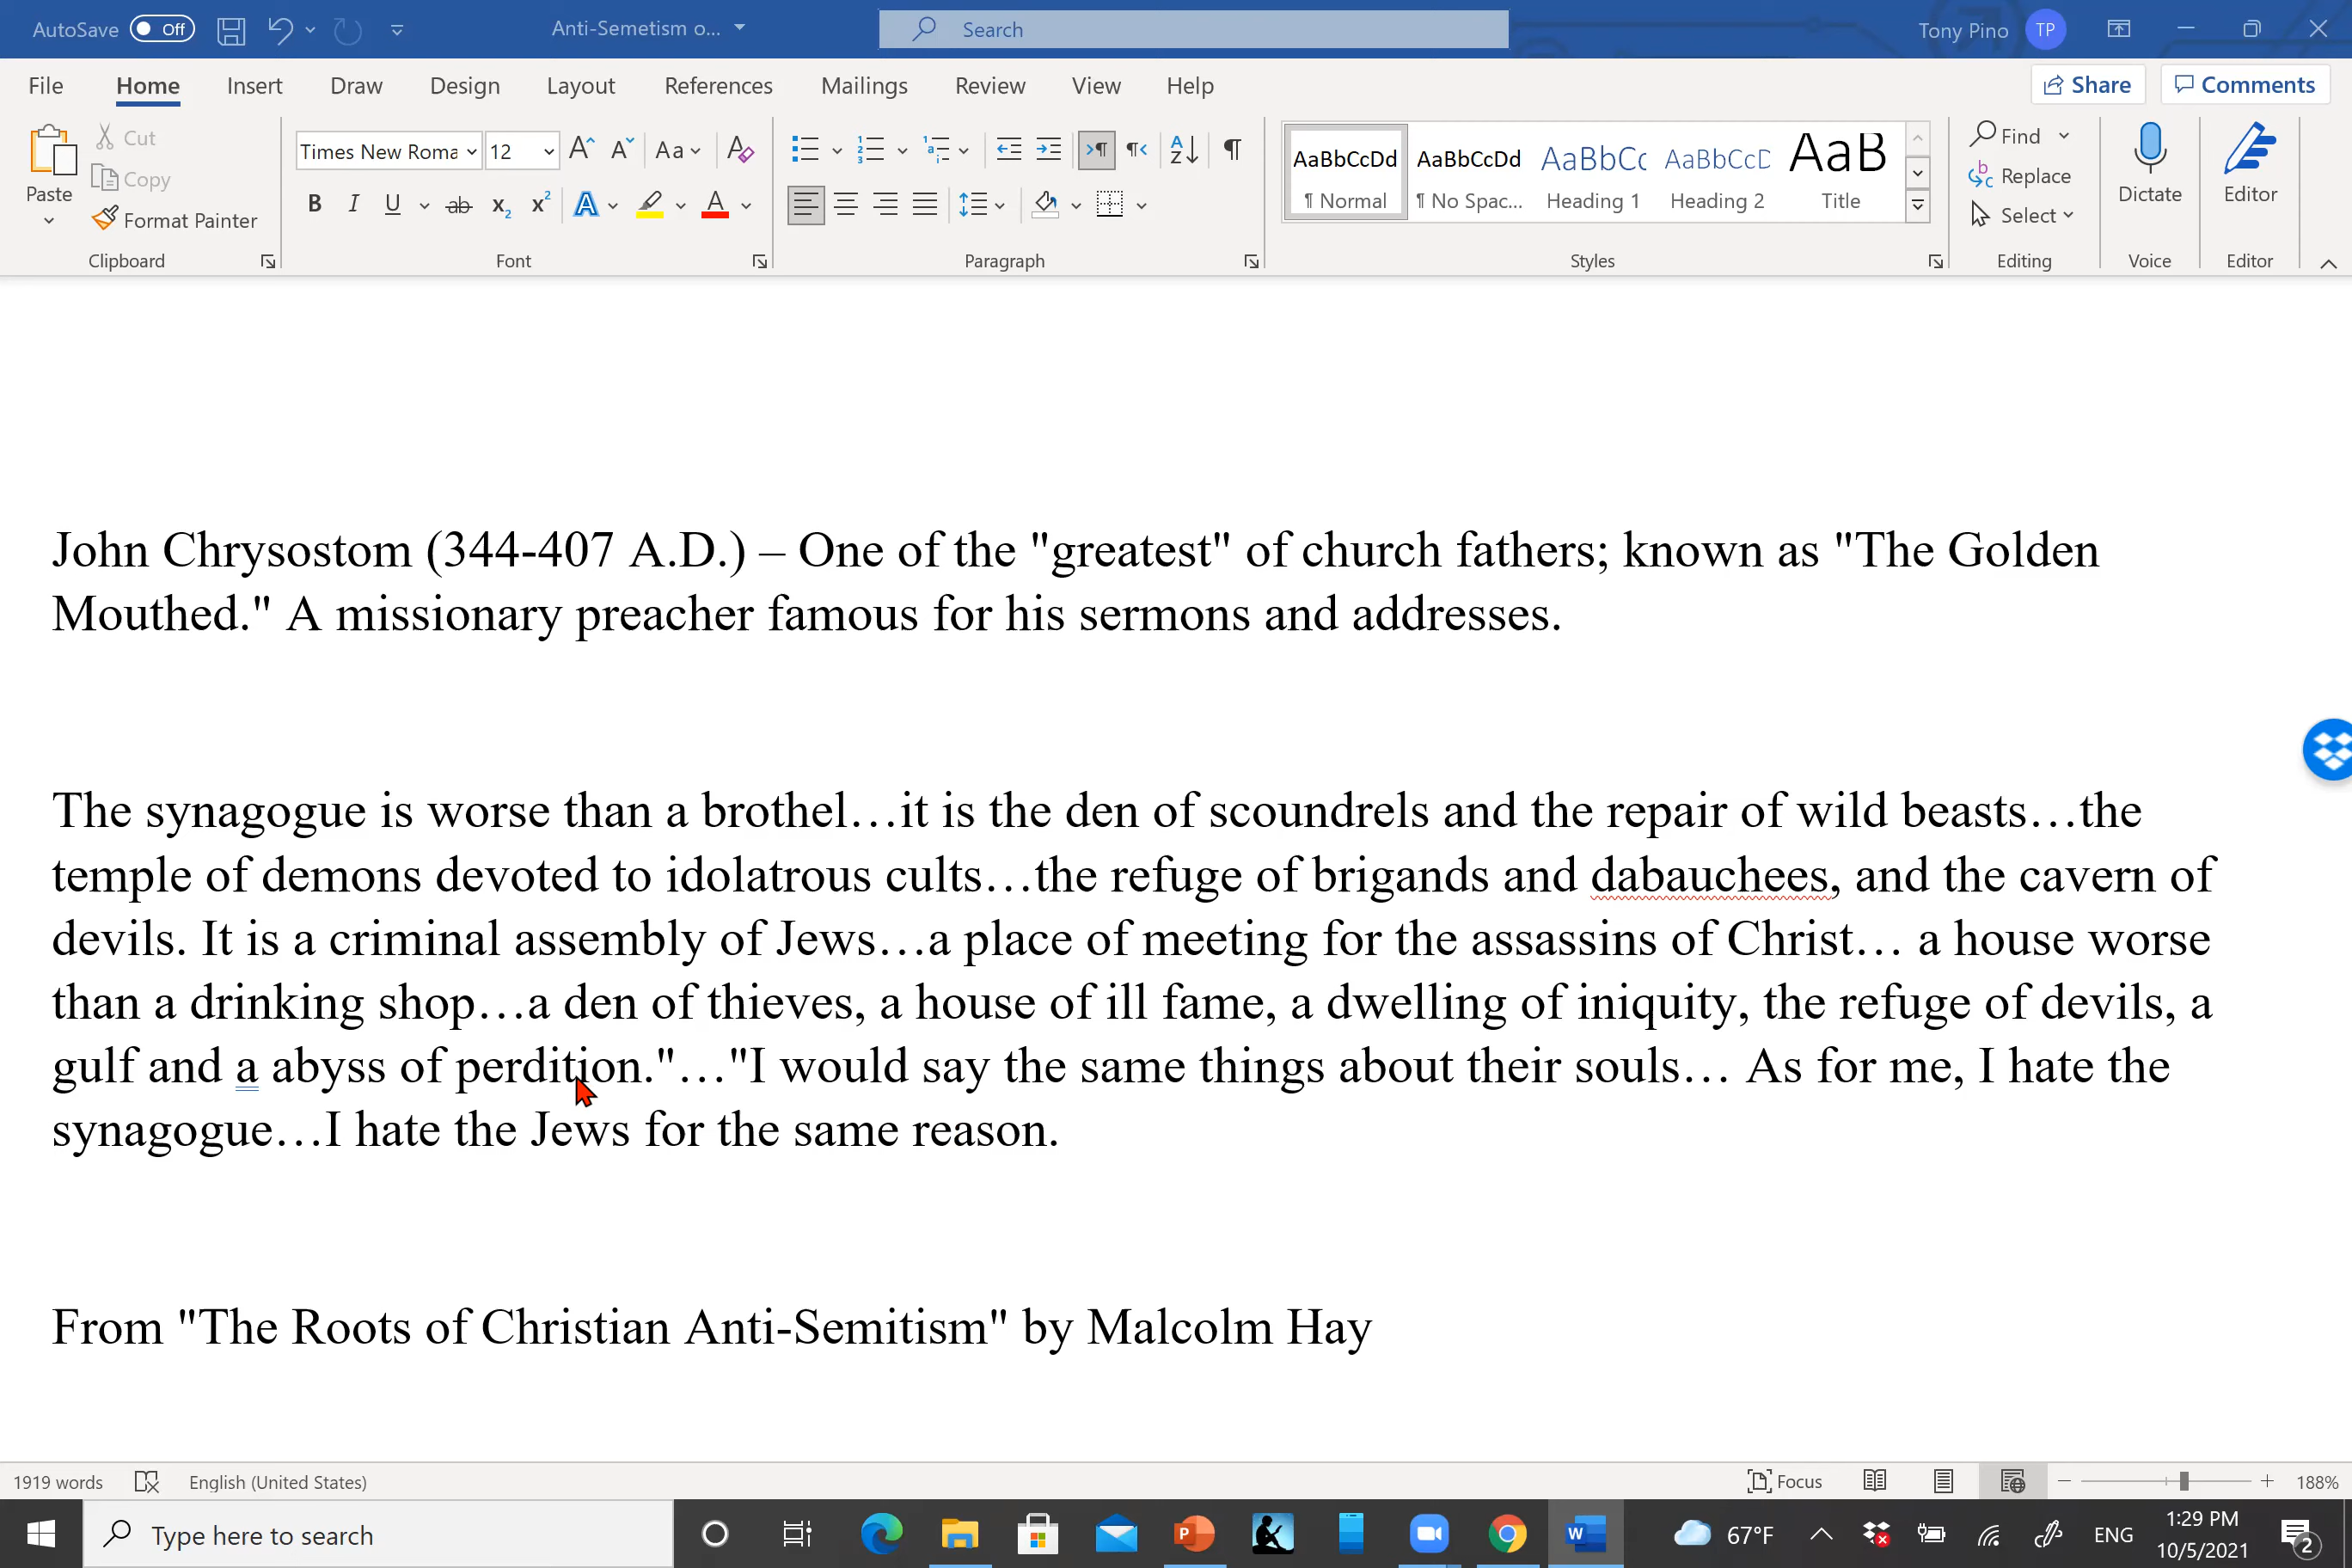 AutoSave Off Anti-Semetism o... Search Tony Pino TP
File Home Insert Draw Design Layout References Mailings Review View Help Share Comments
Paste Cut Copy Format Painter
Times New Roma 12 Aa
B I U ab x2 x2 A A
AaBbCcDd AaBbCcDd AaBbCc AaBbCcD AaB
¶ Normal ¶ No Spac... Heading 1 Heading 2 Title
Find Replace Select Dictate Editor
Clipboard Font Paragraph Styles Editing Voice Editor
John Chrysostom (344-407 A.D.) – One of the "greatest" of church fathers; known as "The Golden
Mouthed." A missionary preacher famous for his sermons and addresses.
The synagogue is worse than a brothel…it is the den of scoundrels and the repair of wild beasts…the
temple of demons devoted to idolatrous cults…the refuge of brigands and dabauchees, and the cavern of
devils. It is a criminal assembly of Jews…a place of meeting for the assassins of Christ… a house worse
than a drinking shop…a den of thieves, a house of ill fame, a dwelling of iniquity, the refuge of devils, a
gulf and a abyss of perdition."…"I would say the same things about their souls… As for me, I hate the
synagogue…I hate the Jews for the same reason.
From "The Roots of Christian Anti-Semitism" by Malcolm Hay
1919 words English (United States) Focus 188%
Type here to search 67°F ENG 1:29 PM
10/5/2021 2